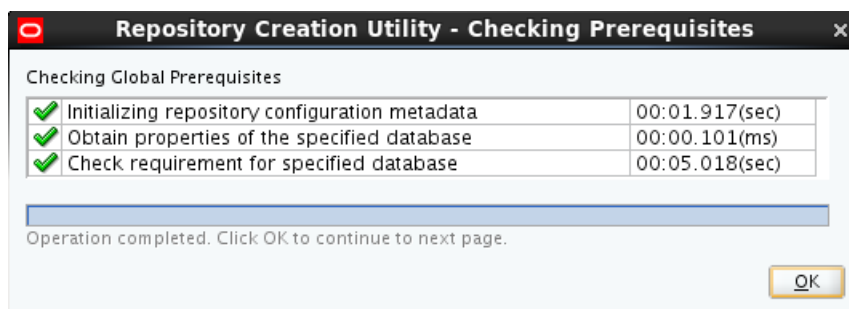 Repository Creation Utility - Checking Prerequisites
Checking Global Prerequisites
Initializing repository configuration metadata 00:01.917(sec)
Obtain properties of the specified database 00:00.101(ms)
Check requirement for specified database 00:05.018(sec)
Operation completed. Click OK to continue to next page.
OK